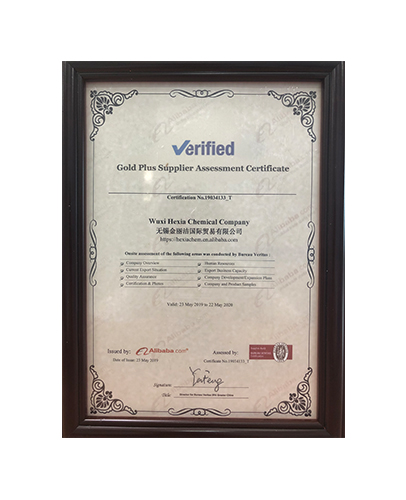 Verified
Gold Plus Supplier Assessment Certificate
Certification No.19034133_T
Wuxi Hexia Chemical Company
无锡金丽洁国际贸易有限公司
https://hexiachem.en.alibaba.com
Onsite assessment of the following areas was conducted by Bureau Veritas :
Company Overview
Human Resources
Current Export Situation
Export Business Capacity
Quality Assurance
Company Development/Expansion Plans
Certification & Photos
Company and Product Samples
Valid: 23 May 2019 to 22 May 2020
Issued by: Alibaba.com
Assessed by:
Date of Issue: 23 May 2019
Certificate No.19034133_T
Signature:
Date: